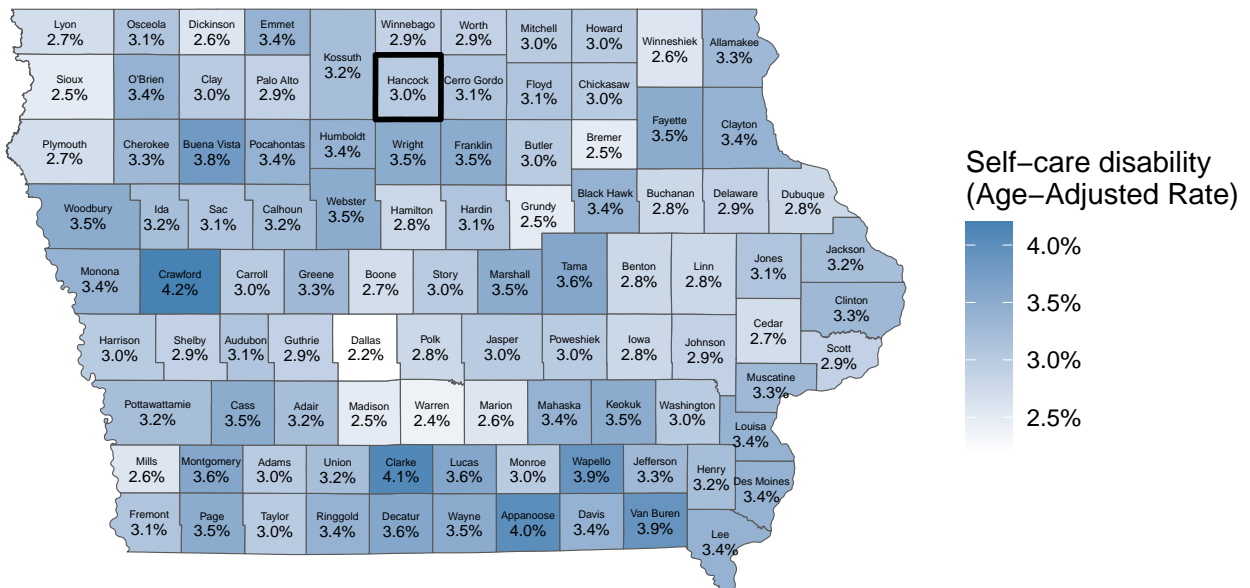 Lyon
2.7%
Osceola
3.1%
Dickinson
2.6%
Emmet
3.4%
Kossuth
3.2%
Winnebago
2.9%
Worth
2.9%
Mitchell
3.0%
Howard
3.0%
Winneshiek
2.6%
Allamakee
3.3%
Sioux
2.5%
O'Brien
3.4%
Clay
3.0%
Palo Alto
2.9%
Hancock
3.0%
Cerro Gordo
3.1%
Floyd
3.1%
Chickasaw
3.0%
Fayette
3.5%
Clayton
3.4%
Plymouth
2.7%
Cherokee
3.3%
Buena Vista
3.8%
Pocahontas
3.4%
Humboldt
3.4%
Wright
3.5%
Franklin
3.5%
Butler
3.0%
Bremer
2.5%
Woodbury
3.5%
Ida
3.2%
Sac
3.1%
Calhoun
3.2%
Webster
3.5%
Hamilton
2.8%
Hardin
3.1%
Grundy
2.5%
Black Hawk
3.4%
Buchanan
2.8%
Delaware
2.9%
Dubuque
2.8%
Monona
3.4%
Crawford
4.2%
Carroll
3.0%
Greene
3.3%
Boone
2.7%
Story
3.0%
Marshall
3.5%
Tama
3.6%
Benton
2.8%
Linn
2.8%
Jones
3.1%
Jackson
3.2%
Clinton
3.3%
Harrison
3.0%
Shelby
2.9%
Audubon
3.1%
Guthrie
2.9%
Dallas
2.2%
Polk
2.8%
Jasper
3.0%
Poweshiek
3.0%
Iowa
2.8%
Johnson
2.9%
Cedar
2.7%
Scott
2.9%
Muscatine
3.3%
Pottawattamie
3.2%
Cass
3.5%
Adair
3.2%
Madison
2.5%
Warren
2.4%
Marion
2.6%
Mahaska
3.4%
Keokuk
3.5%
Washington
3.0%
Louisa
3.4%
Mills
2.6%
Montgomery
3.6%
Adams
3.0%
Union
3.2%
Clarke
4.1%
Lucas
3.6%
Monroe
3.0%
Wapello
3.9%
Jefferson
3.3%
Henry
3.2%
Des Moines
3.4%
Fremont
3.1%
Page
3.5%
Taylor
3.0%
Ringgold
3.4%
Decatur
3.6%
Wayne
3.5%
Appanoose
4.0%
Davis
3.4%
Van Buren
3.9%
Lee
3.4%
Self−care disability
(Age−Adjusted Rate)
4.0%
3.5%
3.0%
2.5%